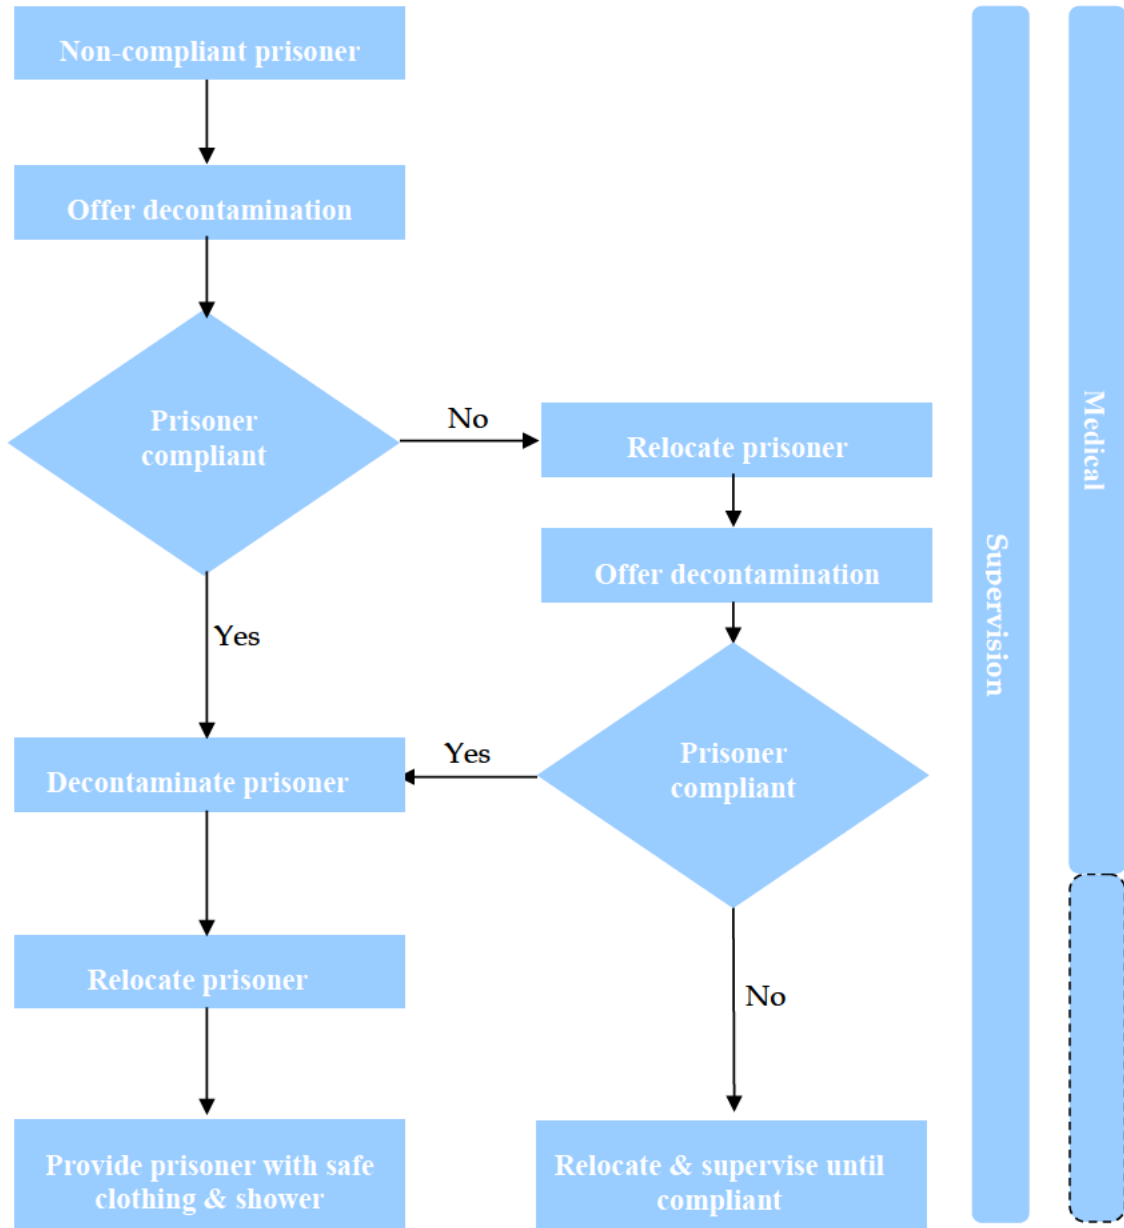 Non-compliant prisoner
Offer decontamination
Prisoner
compliant
No
Relocate prisoner
Offer decontamination
Yes
Prisoner
compliant
Yes
Decontaminate prisoner
Relocate prisoner
No
Provide prisoner with safe
clothing & shower
Relocate & supervise until
compliant
Supervision
Medical